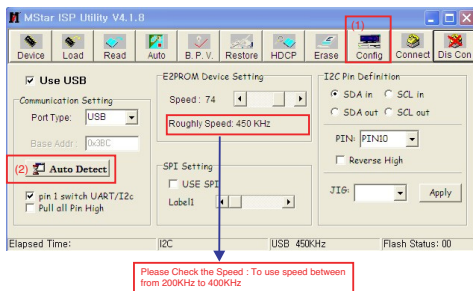 MStar ISP Utility V4.1.8
(1)
Device Load Read Auto B.P.V. Restore HDCP Erase Config Connect Dis Con
Use USB
Communication Setting
Port Type: USB
Base Addr: 0x3BC
(2) Auto Detect
pin 1 switch UART/I2c
Pull all Pin High
E2PROM Device Setting
Speed: 74
Roughly Speed: 450 KHz
SPI Setting
USE SPI
Label1
I2C Pin Definition
SDA in SCL in
SDA out SCL out
PIN: PIN10
Reverse High
JIG: Apply
Elapsed Time: I2C USB 450KHz Flash Status: 00
Please Check the Speed : To use speed between
from 200KHz to 400KHz